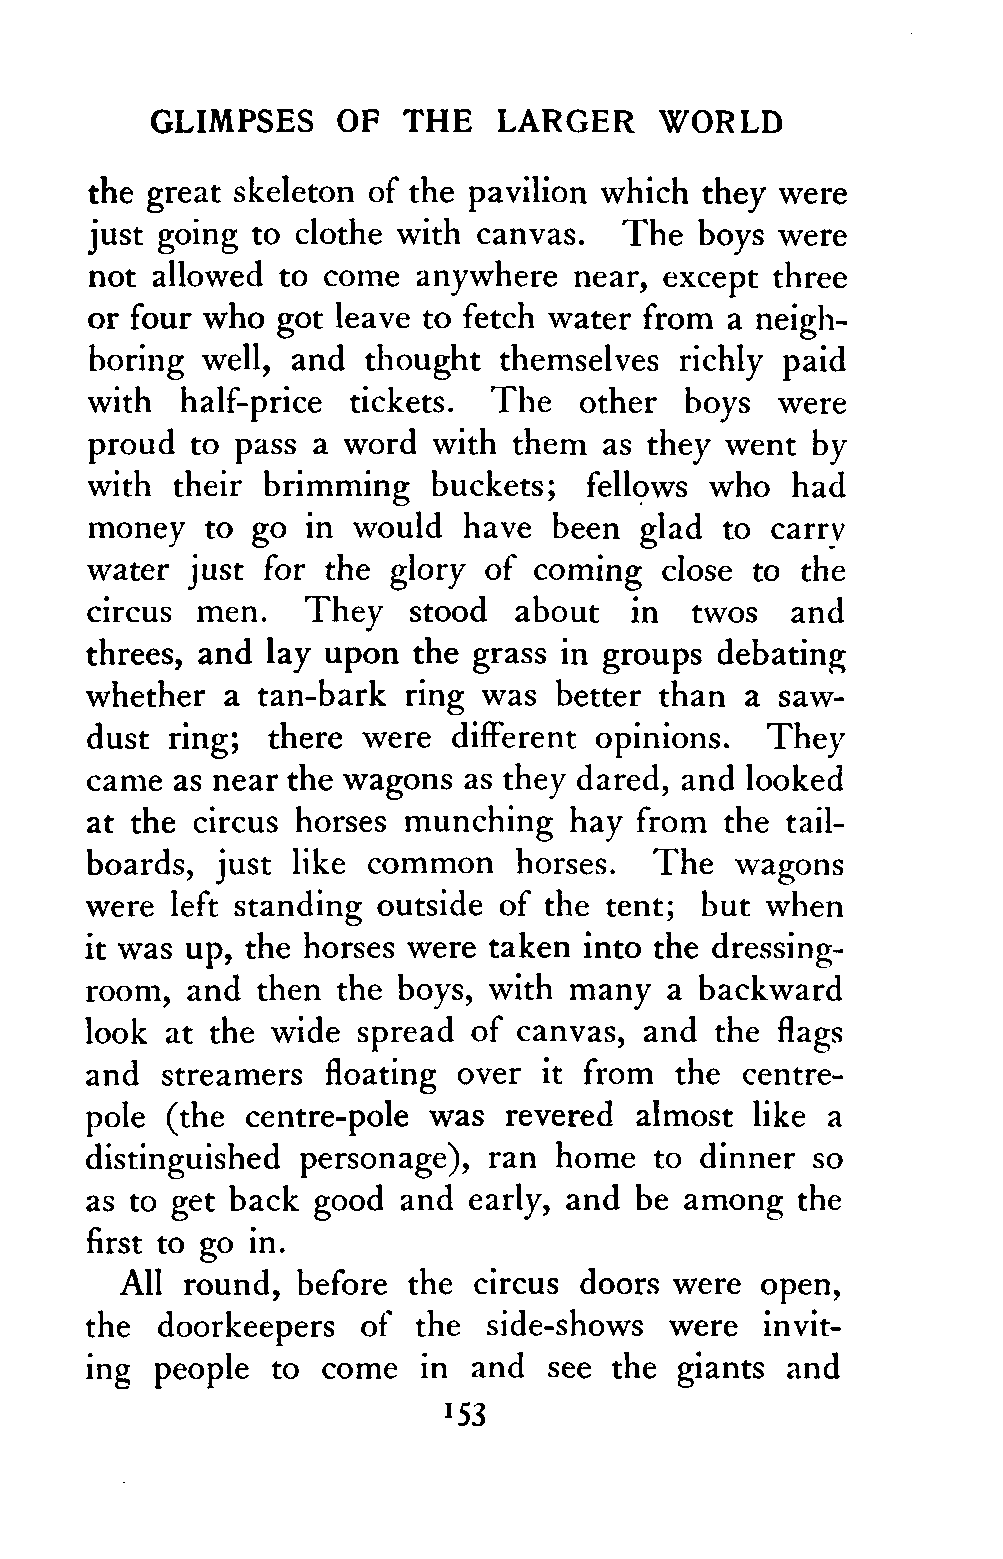 GLIMPSES OF THE LARGER WORLD
the great skeleton of the pavilion which they were
just going to clothe with canvas. The boys were
not allowed to come anywhere near, except three
or four who got leave to fetch water from a neigh-
boring well, and thought themselves richly paid
with half-price tickets. The other boys were
proud to pass a word with them as they went by
with their brimming buckets; fellows who had
money to go in would have been glad to carry
water just for the glory of coming close to the
circus men. They stood about in twos and
threes, and lay upon the grass in groups debating
whether a tan-bark ring was better than a saw-
dust ring; there were different opinions. They
came as near the wagons as they dared, and looked
at the circus horses munching hay from the tail-
boards, just like common horses. The wagons
were left standing outside of the tent; but when
it was up, the horses were taken into the dressing-
room, and then the boys, with many a backward
look at the wide spread of canvas, and the flags
and streamers floating over it from the centre-
pole (the centre-pole was revered almost like a
distinguished personage), ran home to dinner so
as to get back good and early, and be among the
first to go in.
All round, before the circus doors were open,
the doorkeepers of the side-shows were invit-
ing people to come in and see the giants and
153